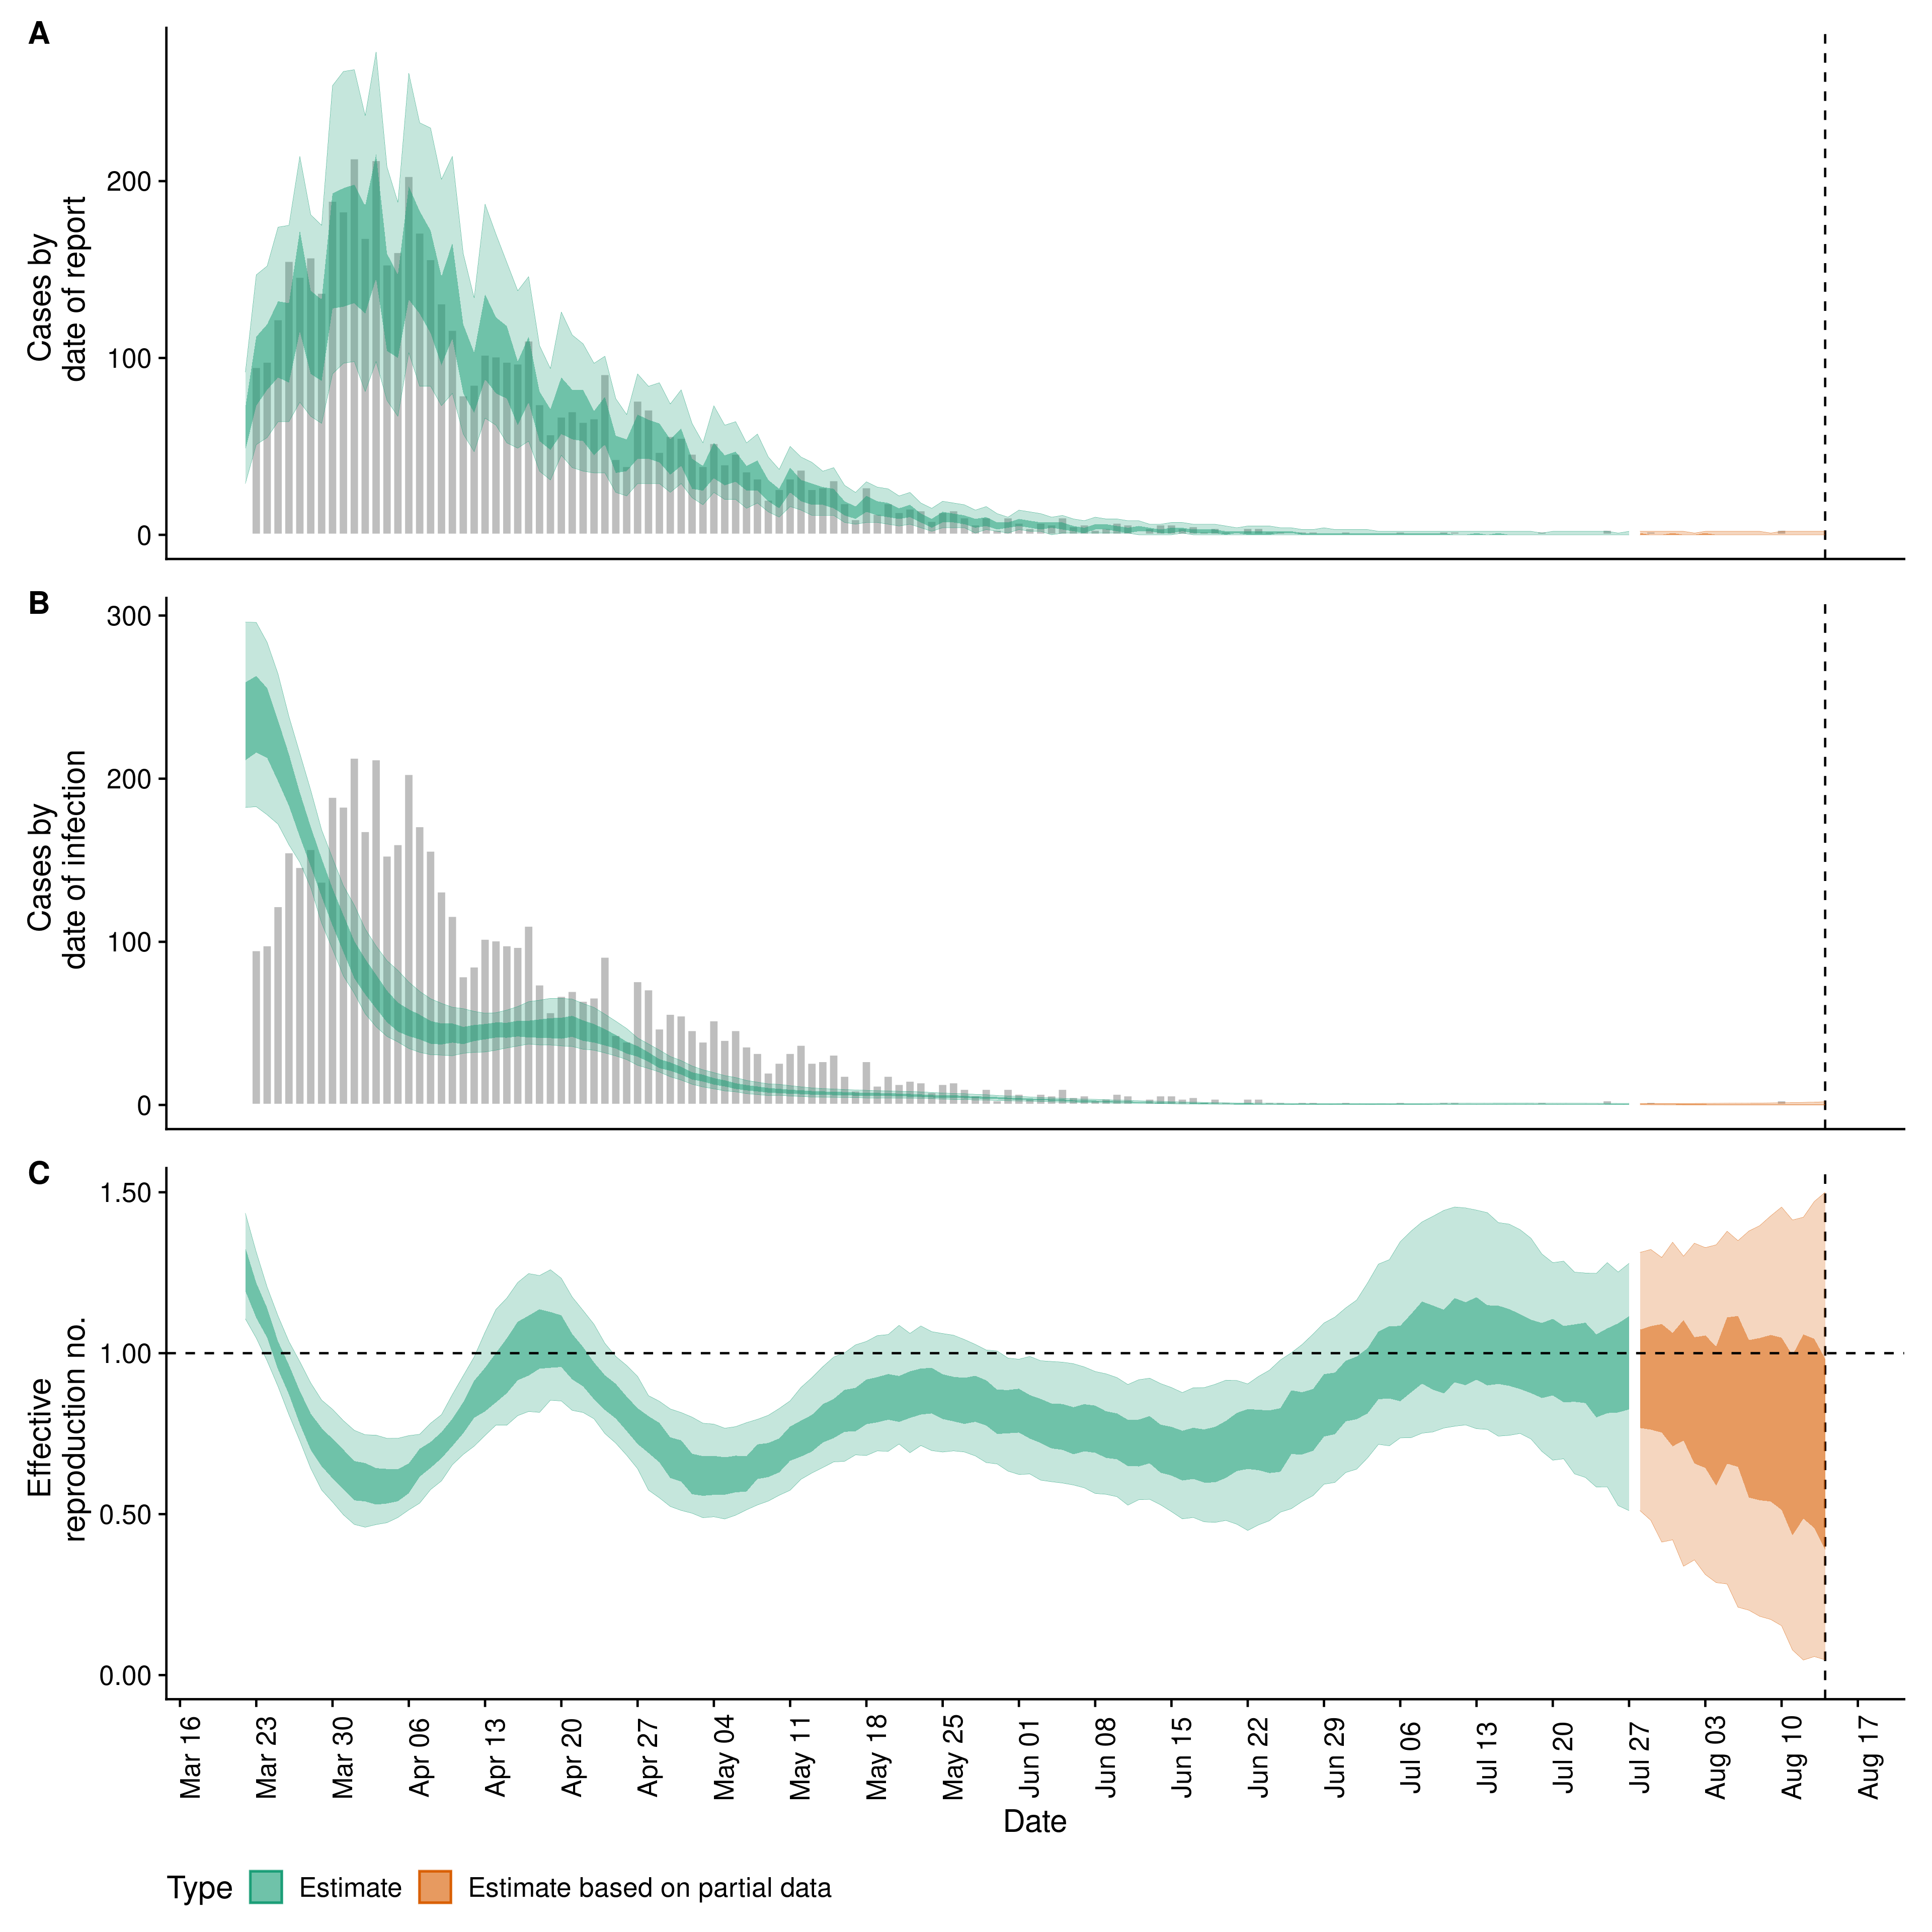 A
Cases by
date of report
200
100
0
B
Cases by
date of infection
300
200
100
0
C
Effective
reproduction no.
1.50
1.00
0.50
0.00
Mar 16
Mar 23
Mar 30
Apr 06
Apr 13
Apr 20
Apr 27
May 04
May 11
May 18
May 25
Jun 01
Jun 08
Jun 15
Jun 22
Jun 29
Jul 06
Jul 13
Jul 20
Jul 27
Aug 03
Aug 10
Aug 17
Date
Type Estimate Estimate based on partial data